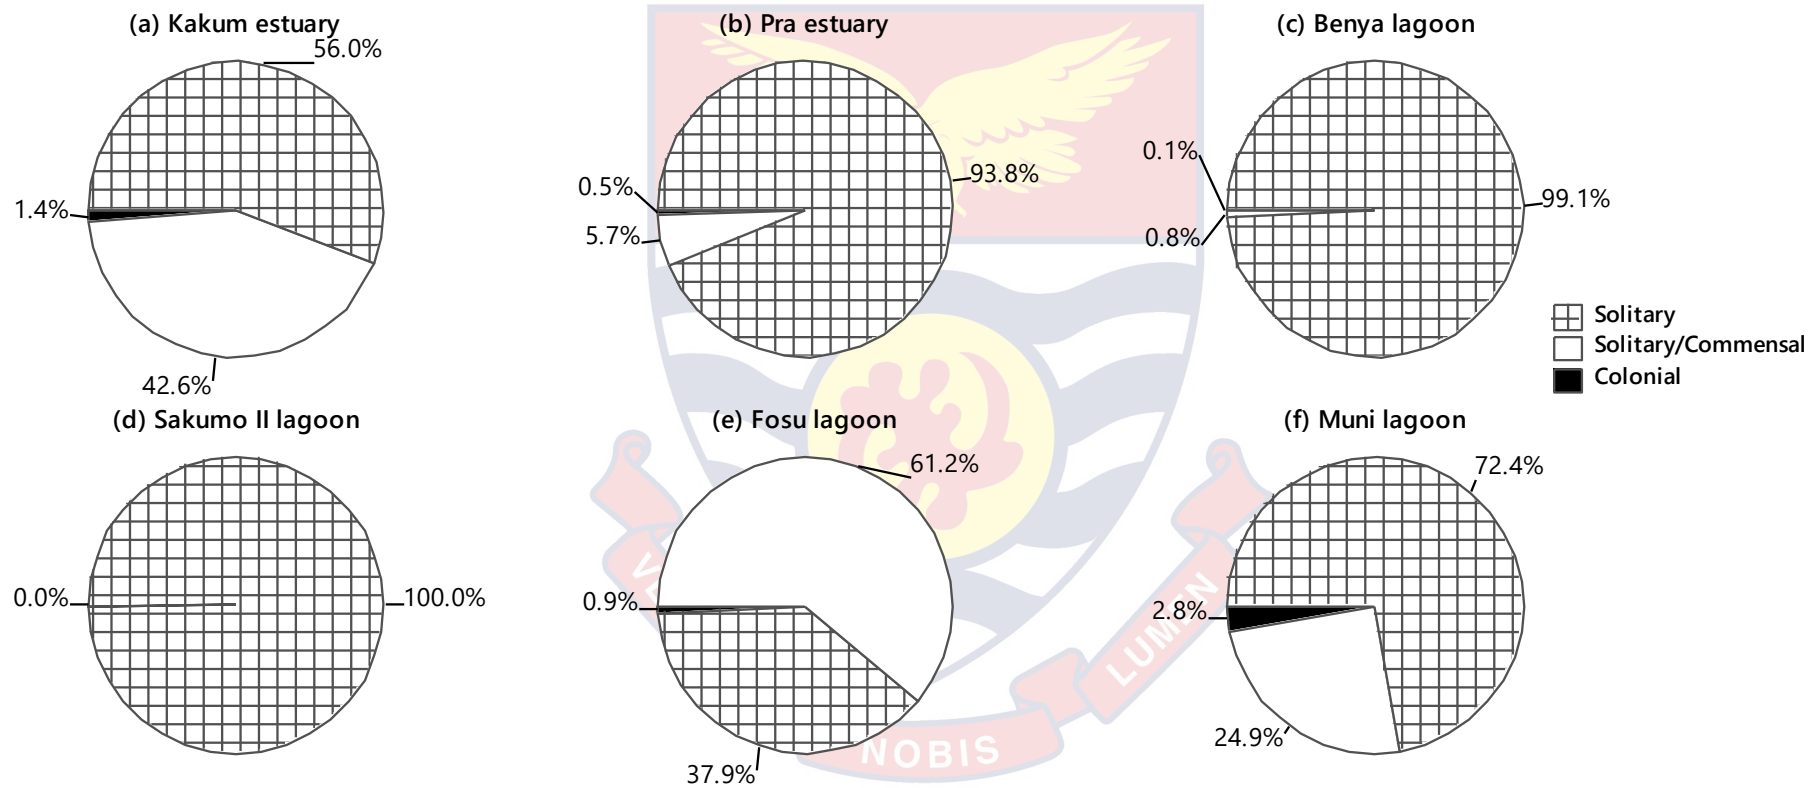 (a) Kakum estuary
56.0%
1.4%
42.6%
(b) Pra estuary
93.8%
0.5%
5.7%
(c) Benya lagoon
0.1%
99.1%
0.8%
Solitary
Solitary/Commensal
Colonial
(d) Sakumo II lagoon
0.0%
100.0%
(e) Fosu lagoon
61.2%
0.9%
37.9%
(f) Muni lagoon
72.4%
2.8%
24.9%
NOBIS
LUMEN